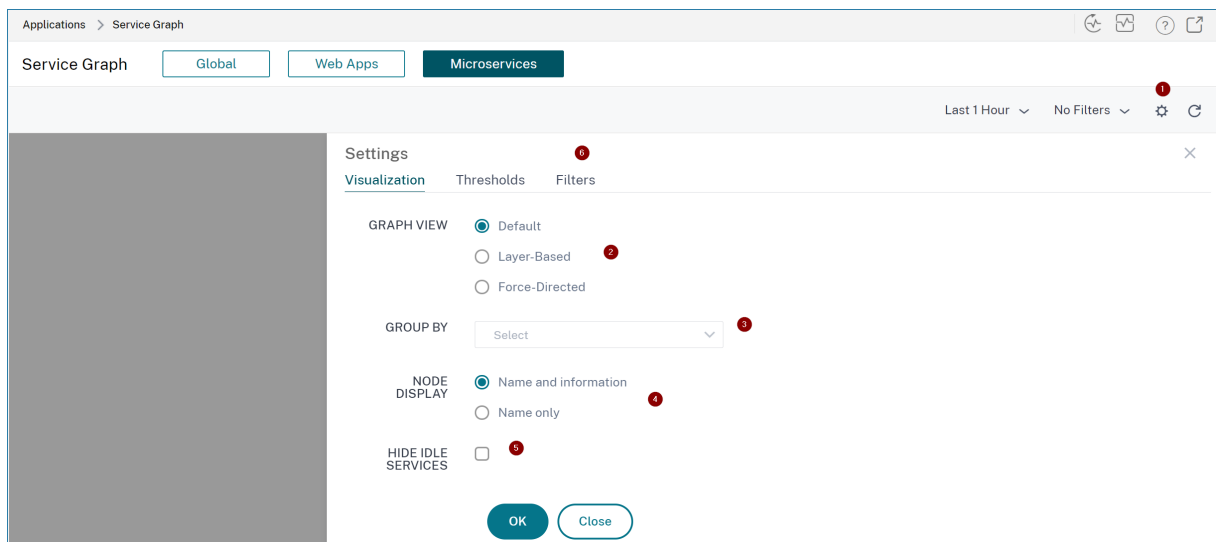 Applications > Service Graph
?
Service Graph Global Web Apps Microservices
1
Last 1 Hour No Filters
Settings 6
Visualization Thresholds Filters
GRAPH VIEW Default
Layer-Based 2
Force-Directed
GROUP BY Select 3
NODE DISPLAY Name and information
4
Name only
HIDE IDLE SERVICES 5
OK Close